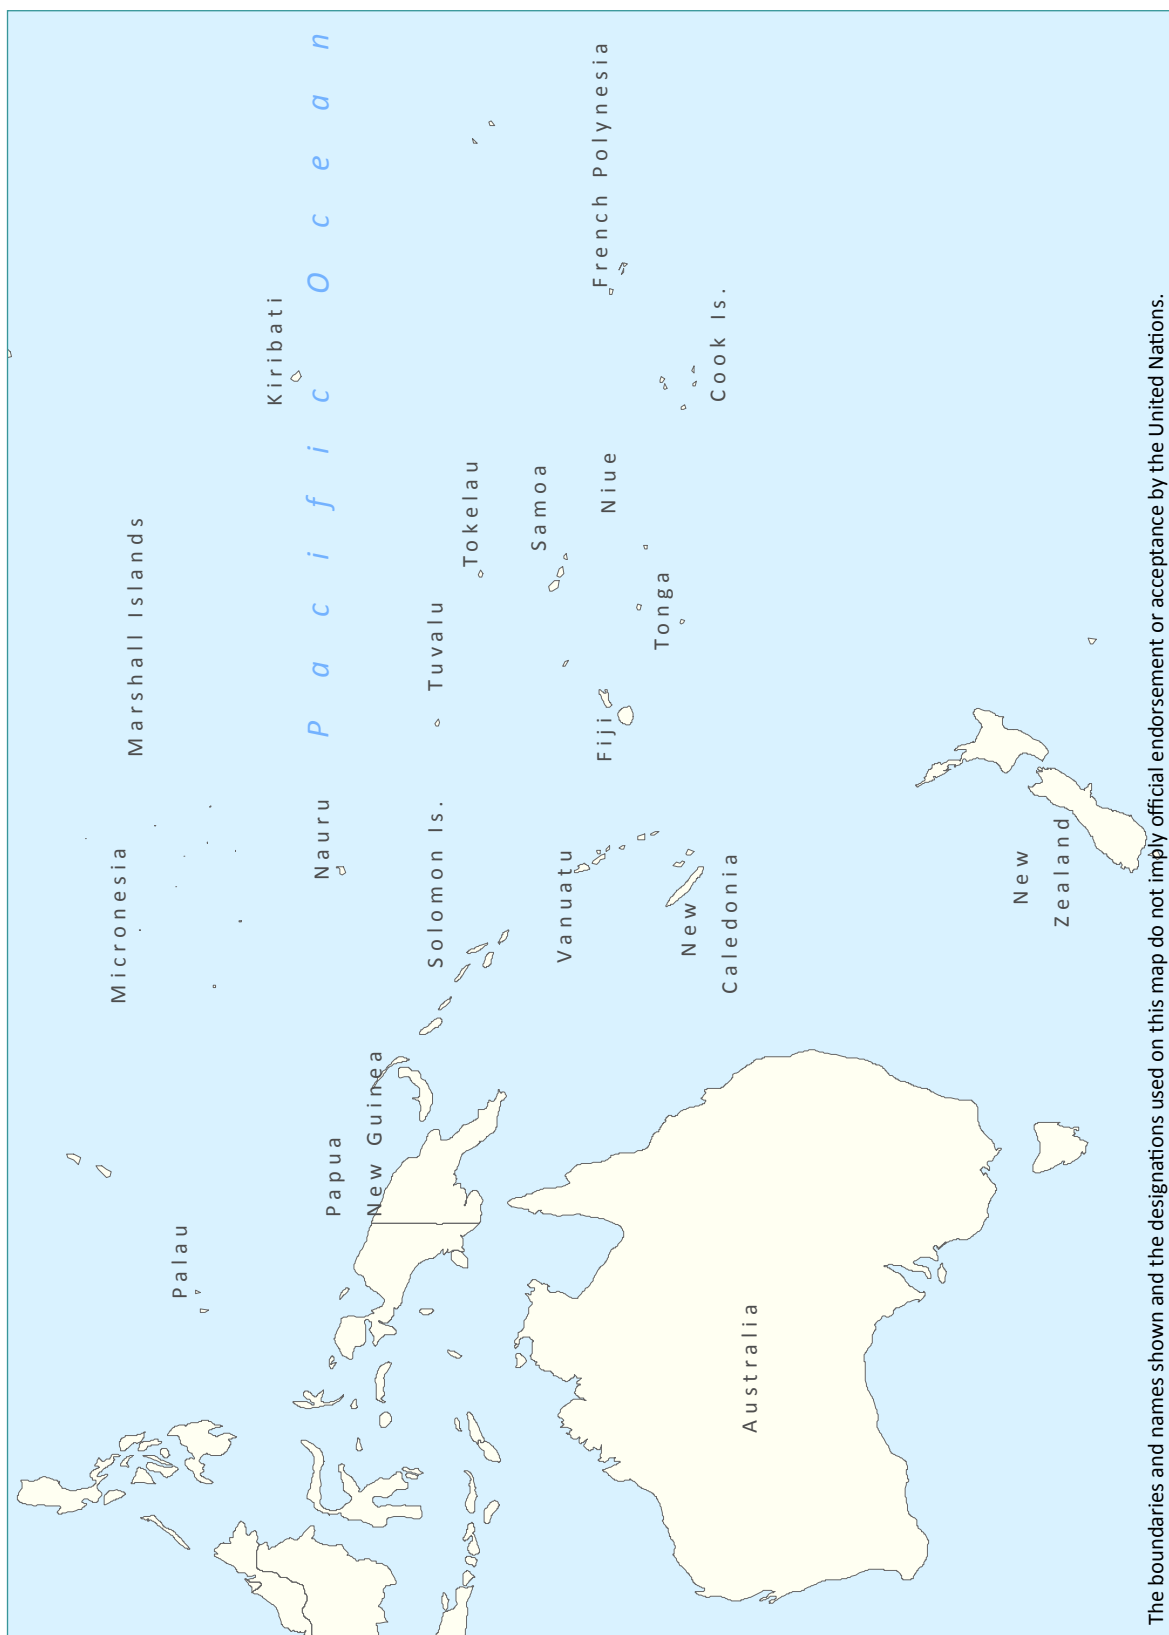 Micronesia
Marshall Islands
Palau
Kiribati
Pacific Ocean
Nauru
Papua
New Guinea
Solomon Is.
Tuvalu
Tokelau
Samoa
Vanuatu
Fiji
Niue
French Polynesia
Tonga
New
Caledonia
Cook Is.
Australia
New
Zealand
The boundaries and names shown and the designations used on this map do not imply official endorsement or acceptance by the United Nations.